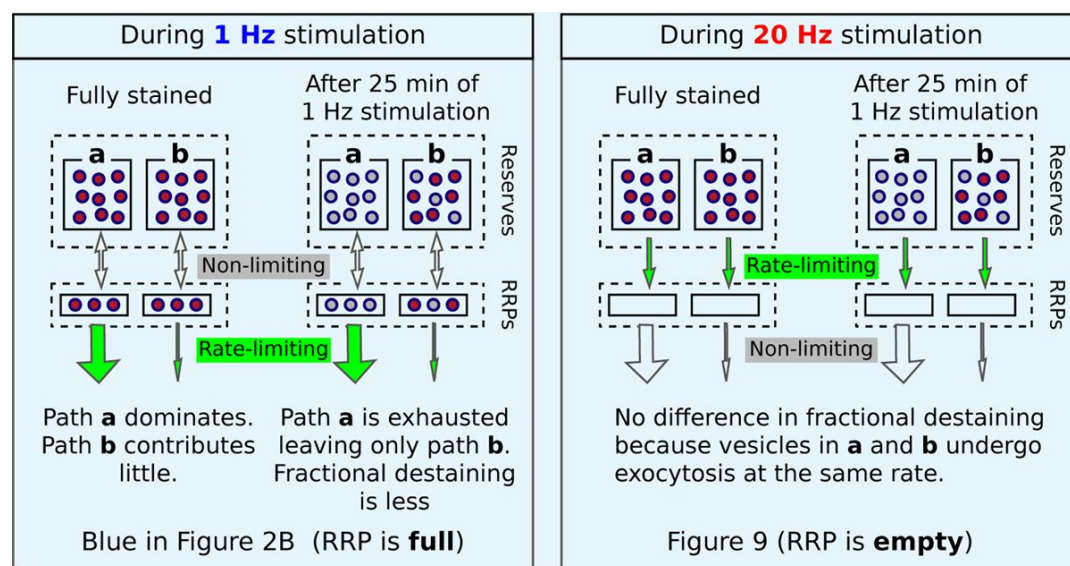 During 1 Hz stimulation
Fully stained
After 25 min of
1 Hz stimulation
a
b
a
b
Reserves
Non-limiting
RRPs
Rate-limiting
Path a dominates.
Path b contributes
little.
Path a is exhausted
leaving only path b.
Fractional destaining
is less
Blue in Figure 2B (RRP is full)
During 20 Hz stimulation
Fully stained
After 25 min of
1 Hz stimulation
a
b
a
b
Reserves
Rate-limiting
RRPs
Non-limiting
No difference in fractional destaining
because vesicles in a and b undergo
exocytosis at the same rate.
Figure 9 (RRP is empty)